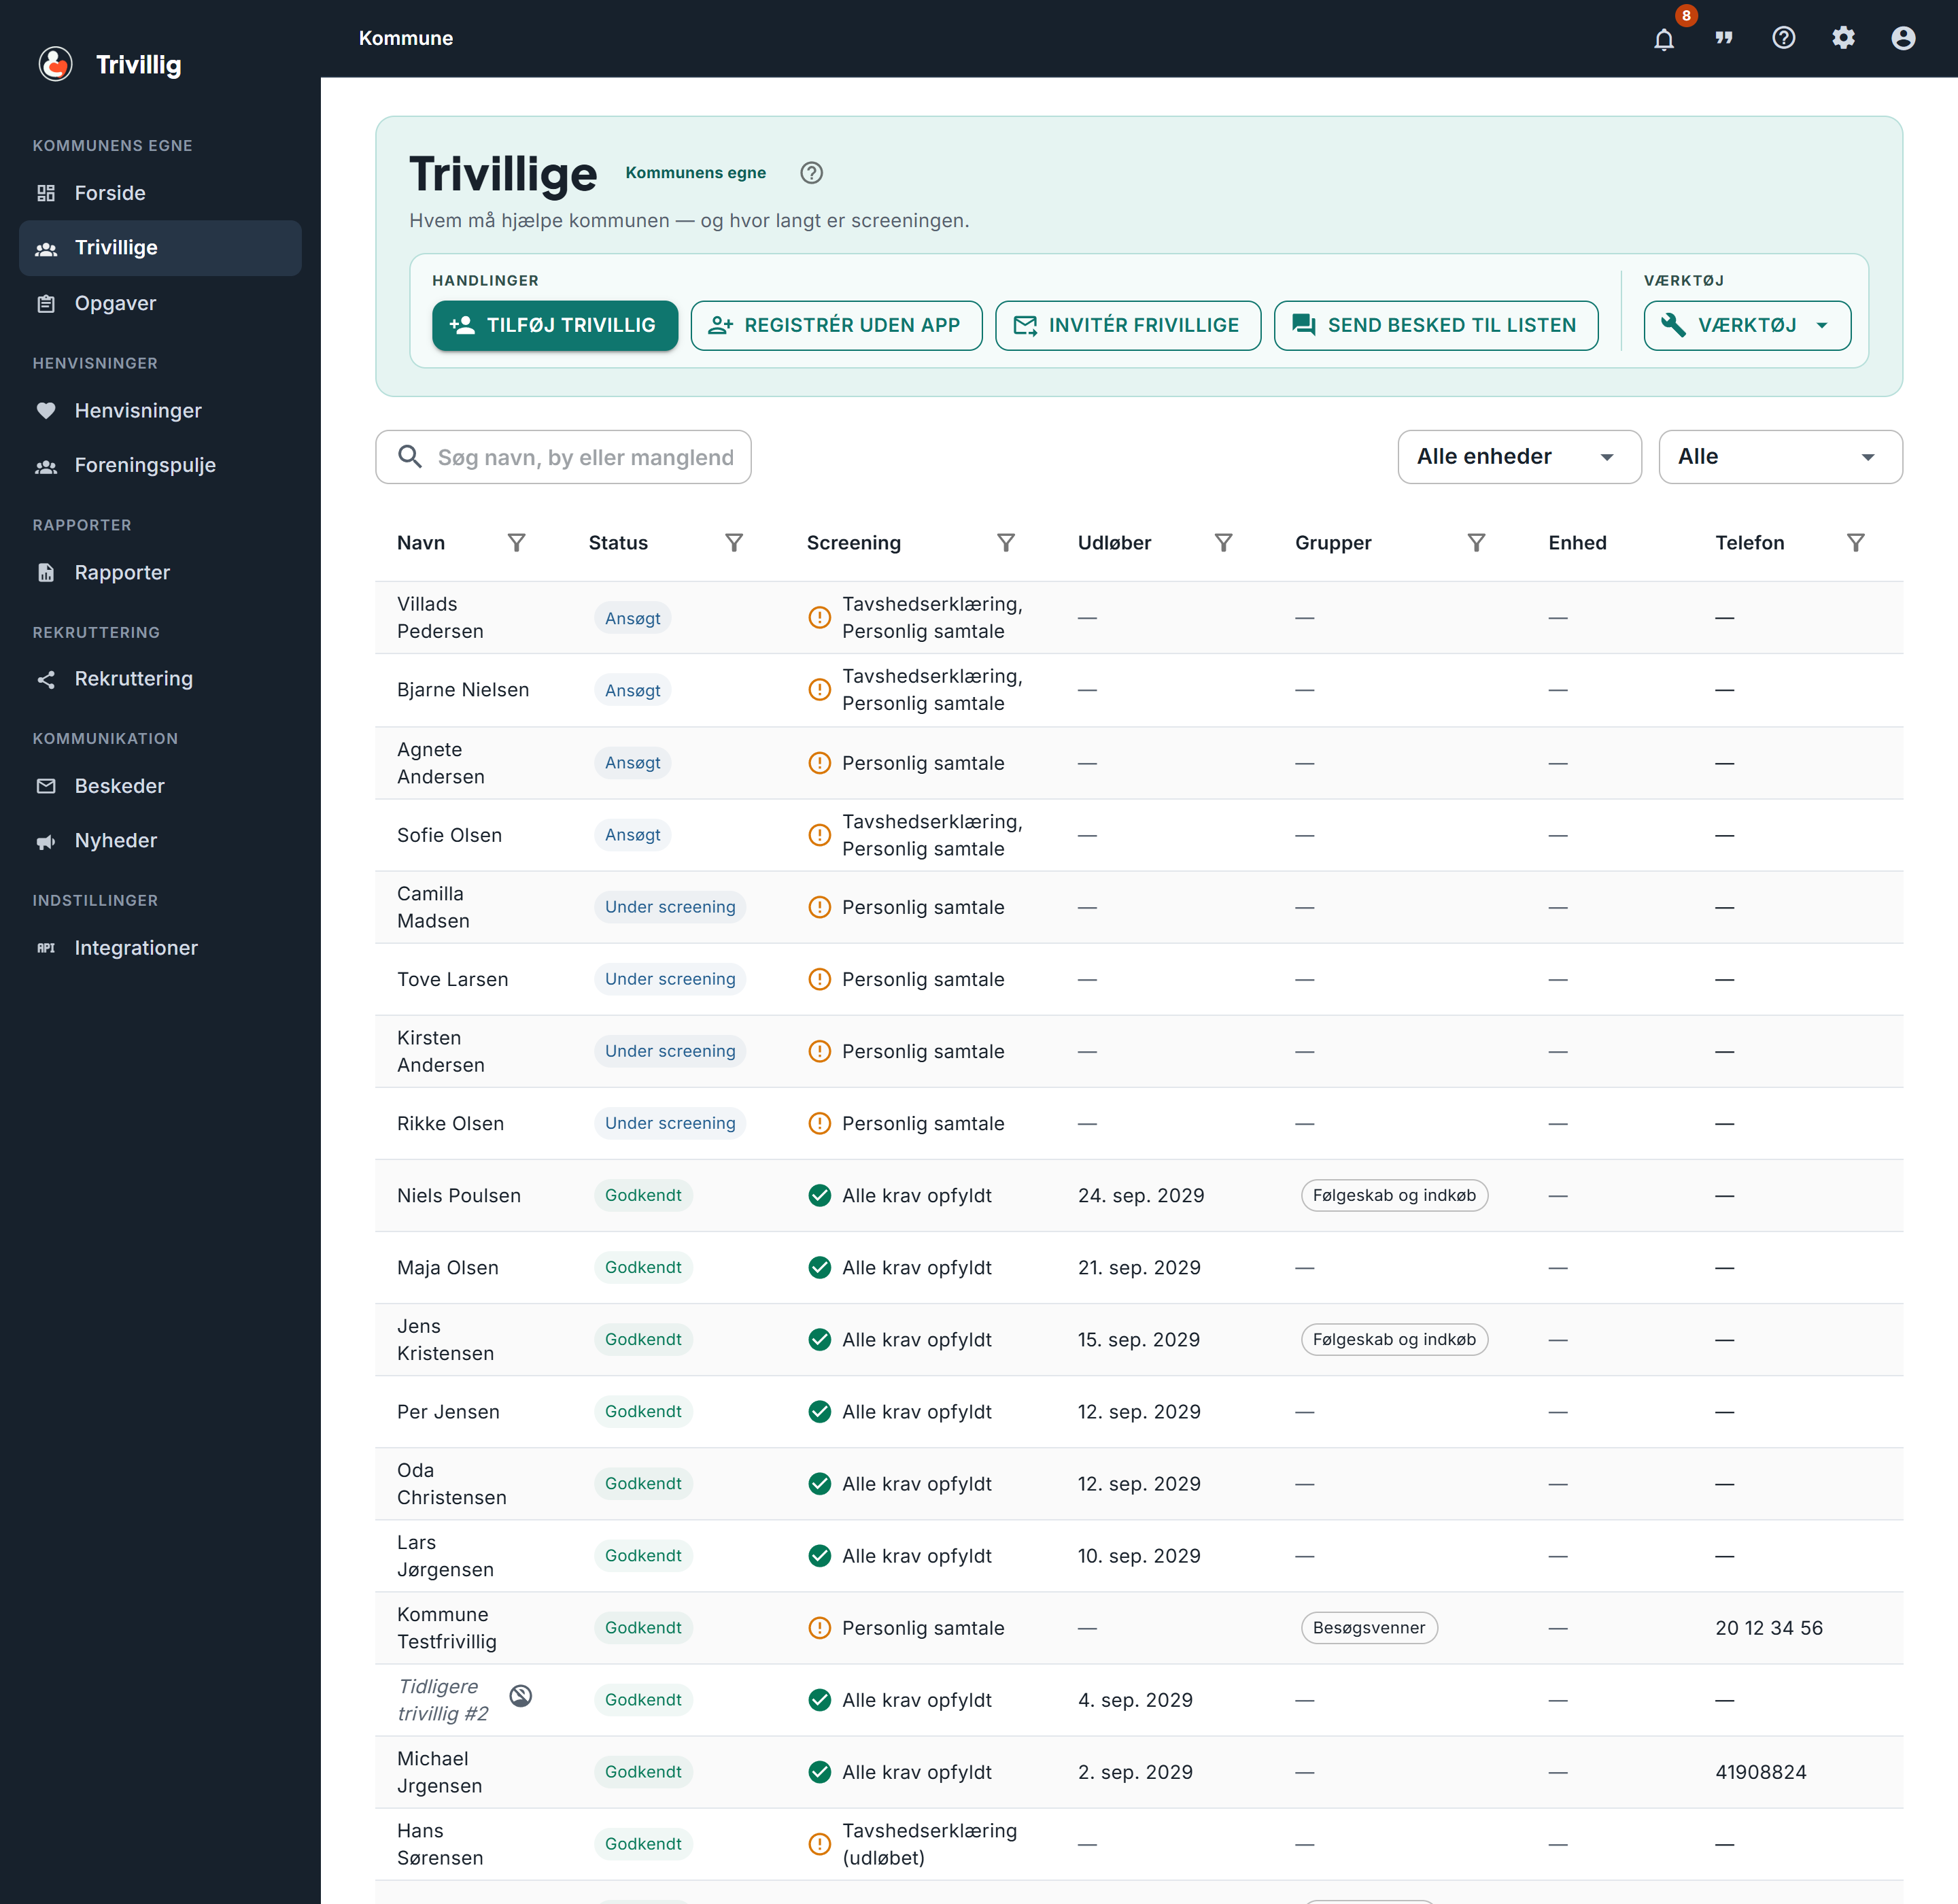 Trivillig
Kommune
8
KOMMUNENS EGNE
Forside
Trivillige
Opgaver
HENVISNINGER
Henvisninger
Foreningspulje
RAPPORTER
Rapporter
REKRUTTERING
Rekruttering
KOMMUNIKATION
Beskeder
Nyheder
INDSTILLINGER
API Integrationer
Trivillige Kommunens egne
Hvem må hjælpe kommunen — og hvor langt er screeningen.
HANDLINGER
TILFØJ TRIVILLIG REGISTRÉR UDEN APP INVITÉR FRIVILLIGE SEND BESKED TIL LISTEN
VÆRKTØJ
VÆRKTØJ
Søg navn, by eller manglend
Alle enheder
Alle
Navn Status Screening Udløber Grupper Enhed Telefon
Villads
Pedersen
Ansøgt
Tavshedserklæring,
Personlig samtale
— — — —
Bjarne Nielsen
Ansøgt
Tavshedserklæring,
Personlig samtale
— — — —
Agnete
Andersen
Ansøgt
Personlig samtale
— — — —
Sofie Olsen
Ansøgt
Tavshedserklæring,
Personlig samtale
— — — —
Camilla
Madsen
Under screening
Personlig samtale
— — — —
Tove Larsen
Under screening
Personlig samtale
— — — —
Kirsten
Andersen
Under screening
Personlig samtale
— — — —
Rikke Olsen
Under screening
Personlig samtale
— — — —
Niels Poulsen
Godkendt
Alle krav opfyldt
24. sep. 2029
Følgeskab og indkøb
— —
Maja Olsen
Godkendt
Alle krav opfyldt
21. sep. 2029
— — —
Jens
Kristensen
Godkendt
Alle krav opfyldt
15. sep. 2029
Følgeskab og indkøb
— —
Per Jensen
Godkendt
Alle krav opfyldt
12. sep. 2029
— — —
Oda
Christensen
Godkendt
Alle krav opfyldt
12. sep. 2029
— — —
Lars
Jørgensen
Godkendt
Alle krav opfyldt
10. sep. 2029
— — —
Kommune
Testfrivillig
Godkendt
Personlig samtale
—
Besøgsvenner
—
20 12 34 56
Tidligere
trivillig #2
Godkendt
Alle krav opfyldt
4. sep. 2029
— — —
Michael
Jrgensen
Godkendt
Alle krav opfyldt
2. sep. 2029
— —
41908824
Hans
Sørensen
Godkendt
Tavshedserklæring
(udløbet)
— — — —